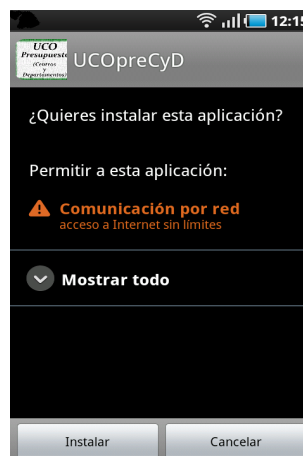 12:15
UCO
Presupuesto
(Centros
y
Departamentos)
UCOpreCyD
¿Quieres instalar esta aplicación?
Permitir a esta aplicación:
Comunicación por red
acceso a Internet sin límites
Mostrar todo
Instalar
Cancelar